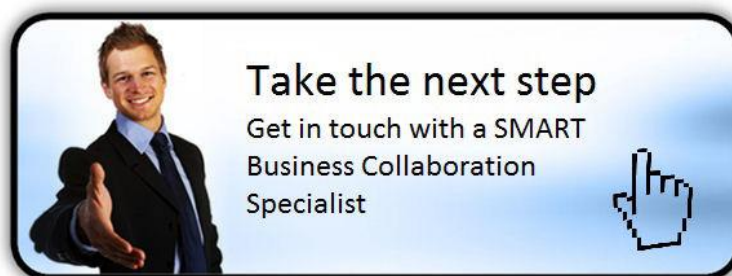 Take the next step
Get in touch with a SMART
Business Collaboration
Specialist